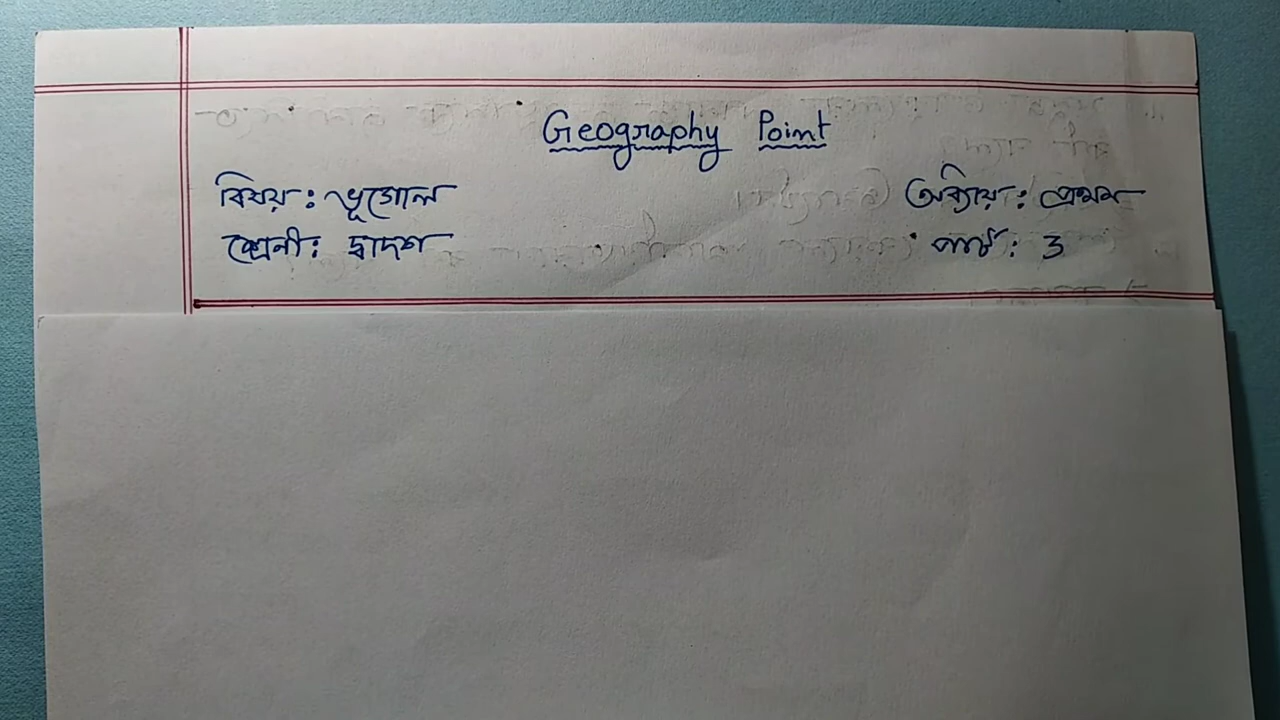 Geography Point
বিষয় : ভূগোল অধ্যায় : প্রথম
শ্রেনী : দ্বাদশ পার্ট : 3